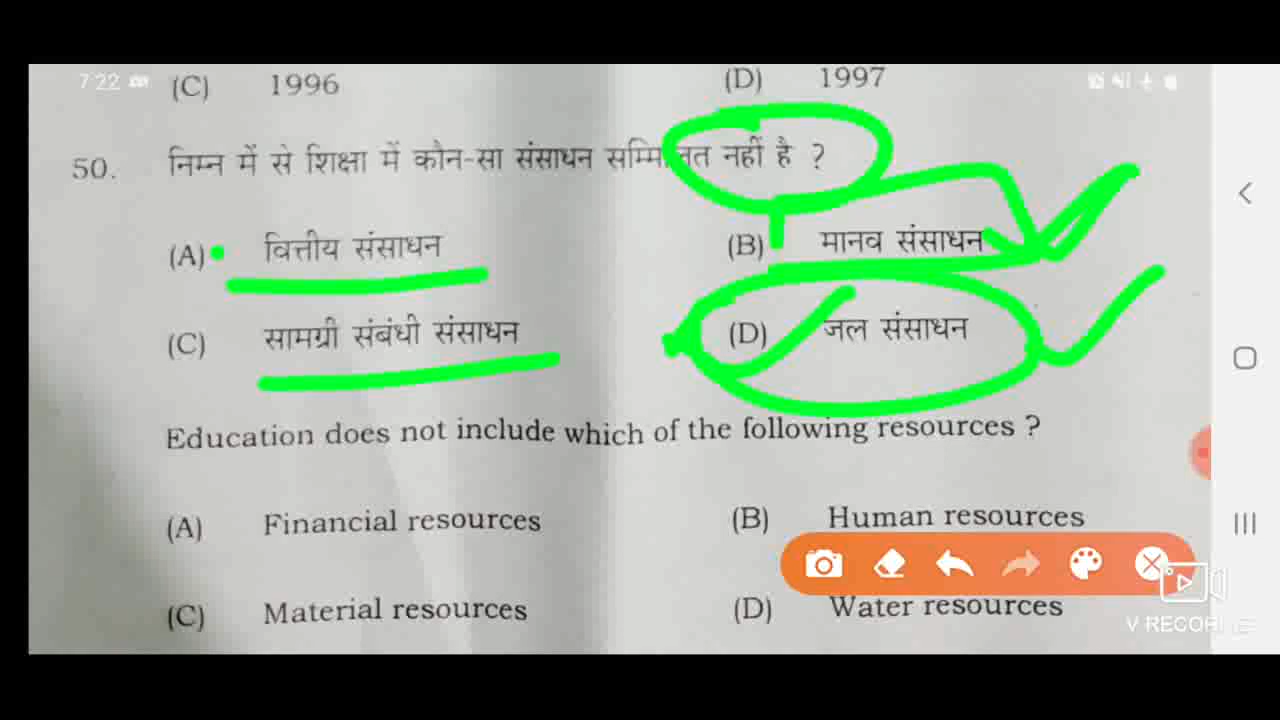 7:22
(C) 1996 (D) 1997
50. निम्न में से शिक्षा में कौन-सा संसाधन नहीं है ?
(A) वित्तीय संसाधन (B) मानव संसाधन
(C) सामग्री संबंधी संसाधन (D) जल संसाधन
Education does not include which of the following resources ?
(A) Financial resources (B) Human resources
(C) Material resources (D) Water resources
V RECOR